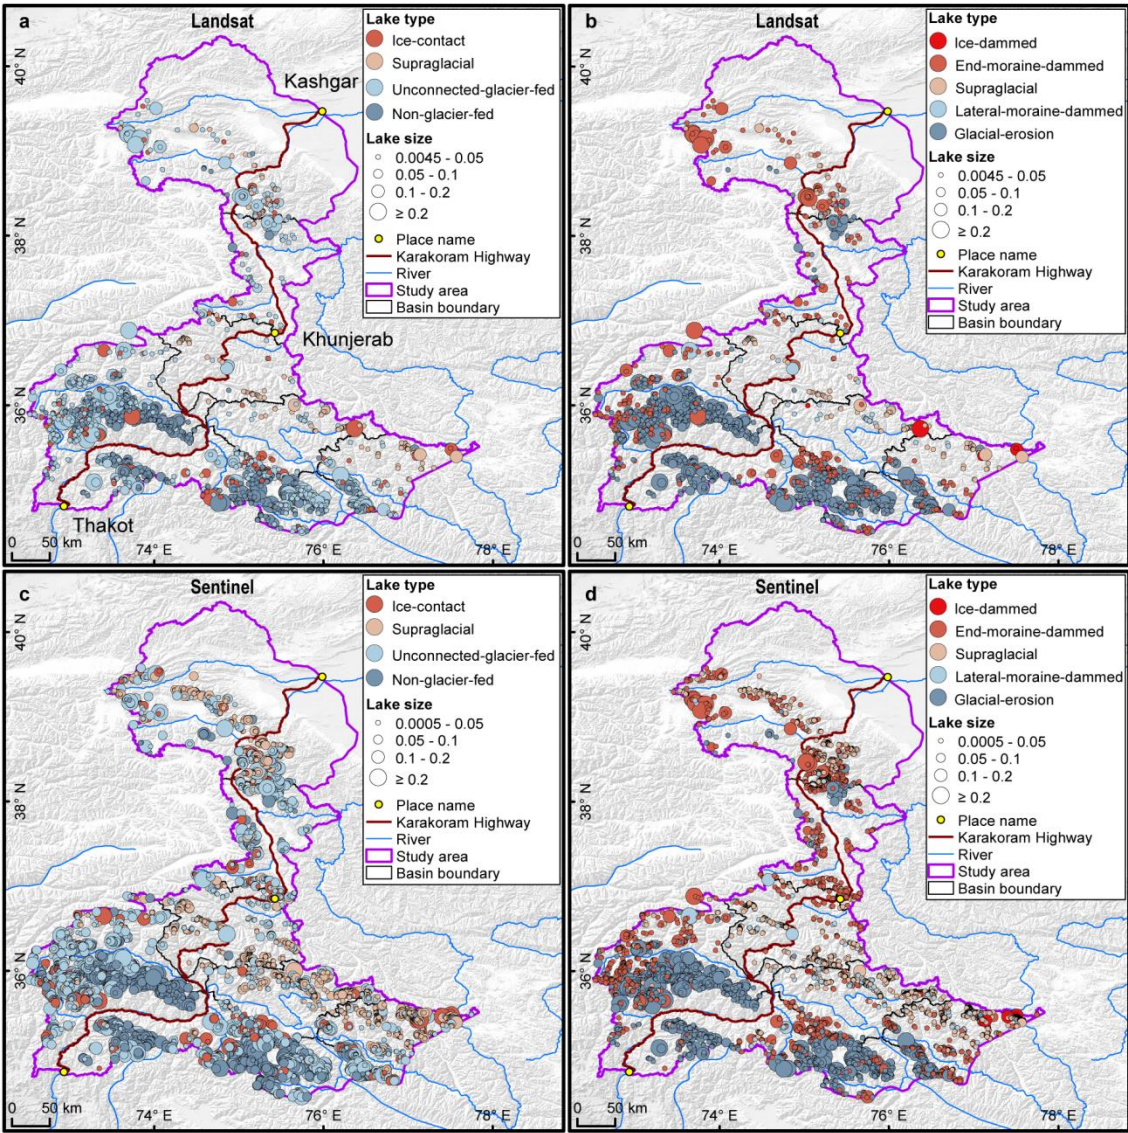 a
Landsat
Lake type
Ice-contact
Supraglacial
Unconnected-glacier-fed
Non-glacier-fed
Lake size
0.0045 - 0.05
0.05 - 0.1
0.1 - 0.2
≥ 0.2
Place name
Karakoram Highway
River
Study area
Basin boundary
40° N
38° N
36° N
Kashgar
Khunjerab
Thakot
0 50 km
74° E
76° E
78° E
b
Landsat
Lake type
Ice-dammed
End-moraine-dammed
Supraglacial
Lateral-moraine-dammed
Glacial-erosion
Lake size
0.0045 - 0.05
0.05 - 0.1
0.1 - 0.2
≥ 0.2
Place name
Karakoram Highway
River
Study area
Basin boundary
40° N
38° N
36° N
0 50 km
74° E
76° E
78° E
c
Sentinel
Lake type
Ice-contact
Supraglacial
Unconnected-glacier-fed
Non-glacier-fed
Lake size
0.0005 - 0.05
0.05 - 0.1
0.1 - 0.2
≥ 0.2
Place name
Karakoram Highway
River
Study area
Basin boundary
40° N
38° N
36° N
0 50 km
74° E
76° E
78° E
d
Sentinel
Lake type
Ice-dammed
End-moraine-dammed
Supraglacial
Lateral-moraine-dammed
Glacial-erosion
Lake size
0.0005 - 0.05
0.05 - 0.1
0.1 - 0.2
≥ 0.2
Place name
Karakoram Highway
River
Study area
Basin boundary
40° N
38° N
36° N
0 50 km
74° E
76° E
78° E